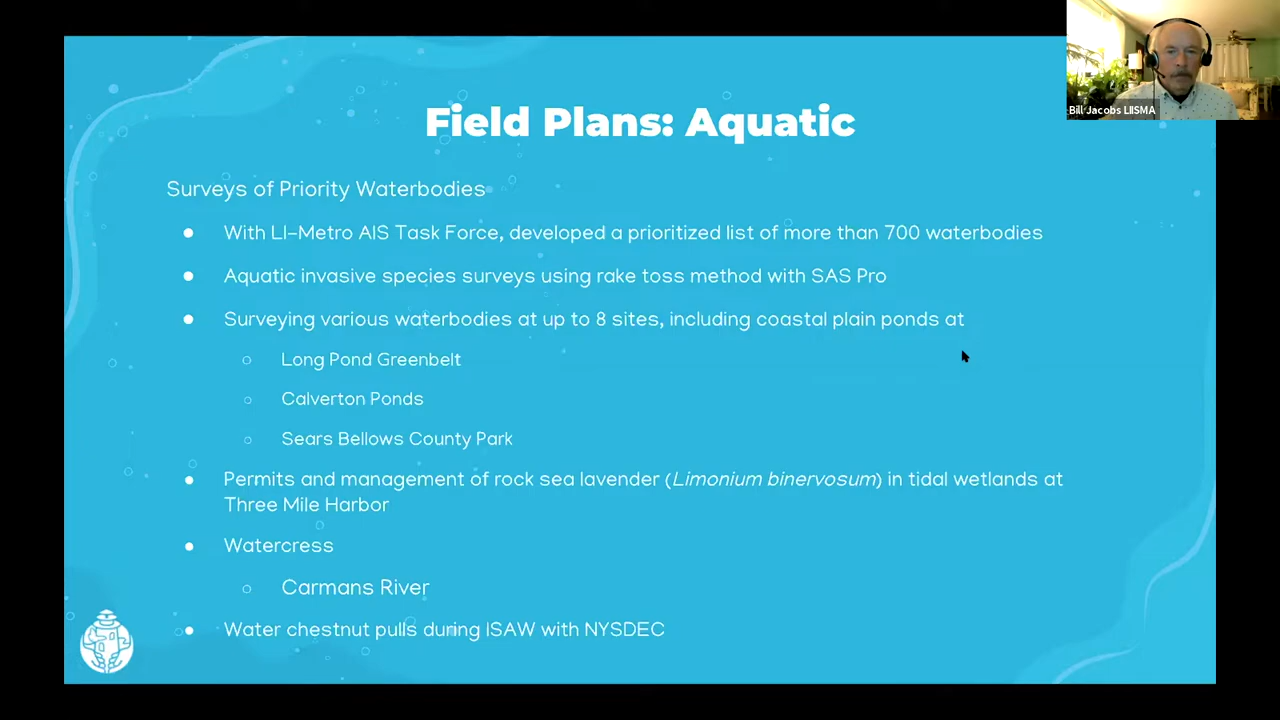 Bill Jacobs LIISMA
Field Plans: Aquatic
Surveys of Priority Waterbodies
● With LI-Metro AIS Task Force, developed a prioritized list of more than 700 waterbodies
● Aquatic invasive species surveys using rake toss method with SAS Pro
● Surveying various waterbodies at up to 8 sites, including coastal plain ponds at
○ Long Pond Greenbelt
○ Calverton Ponds
○ Sears Bellows County Park
● Permits and management of rock sea lavender (Limonium binervosum) in tidal wetlands at
Three Mile Harbor
● Watercress
○ Carmans River
● Water chestnut pulls during ISAW with NYSDEC